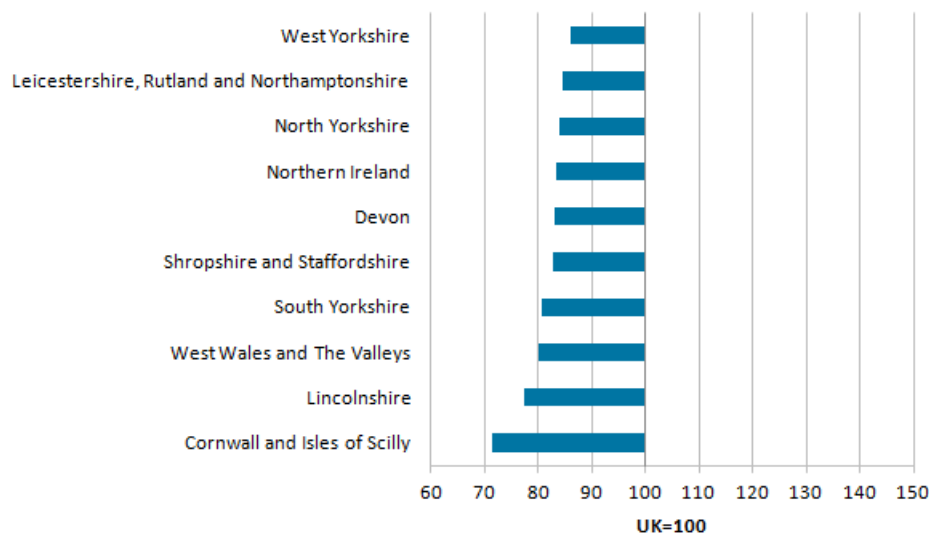 West Yorkshire
Leicestershire, Rutland and Northamptonshire
North Yorkshire
Northern Ireland
Devon
Shropshire and Staffordshire
South Yorkshire
West Wales and The Valleys
Lincolnshire
Cornwall and Isles of Scilly
60 70 80 90 100 110 120 130 140 150
UK=100